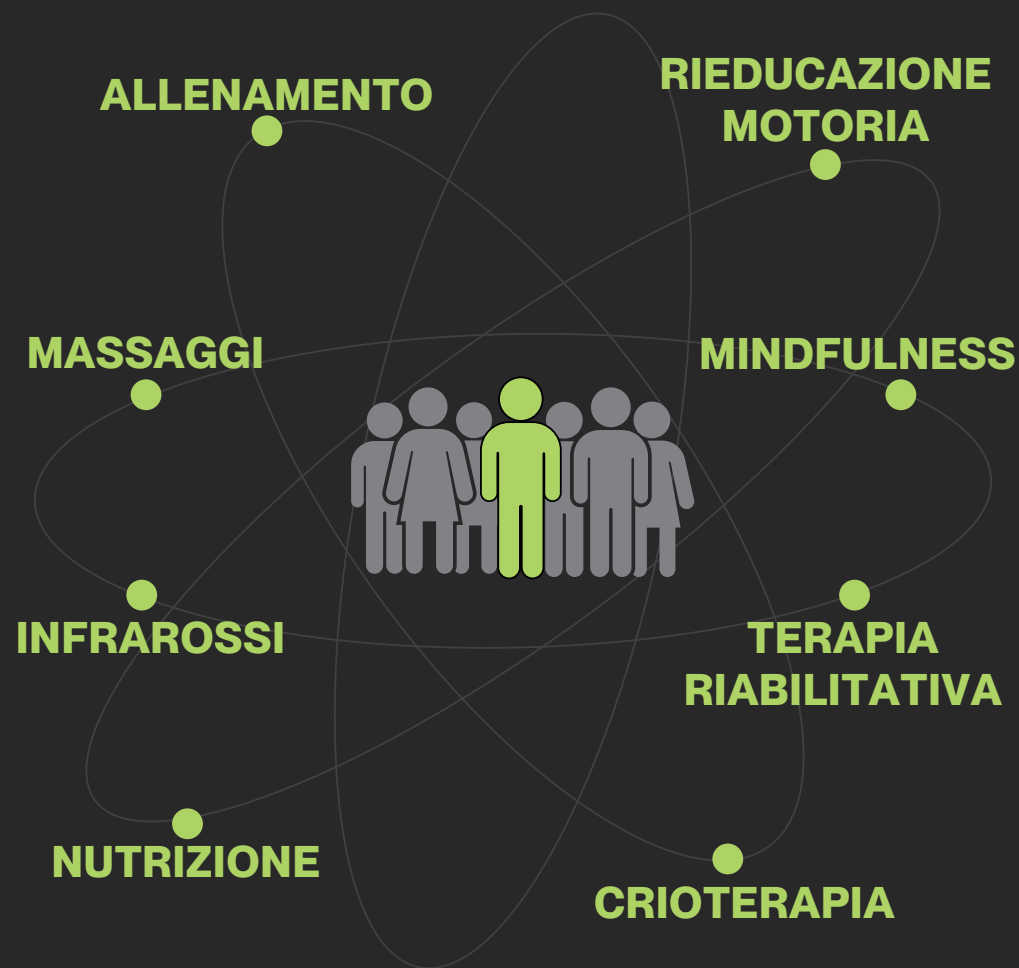 ALLENAMENTO
RIEDUCAZIONE
MOTORIA
MASSAGGI
MINDFULNESS
INFRAROSSI
TERAPIA
RIABILITATIVA
NUTRIZIONE
CRIOTERAPIA